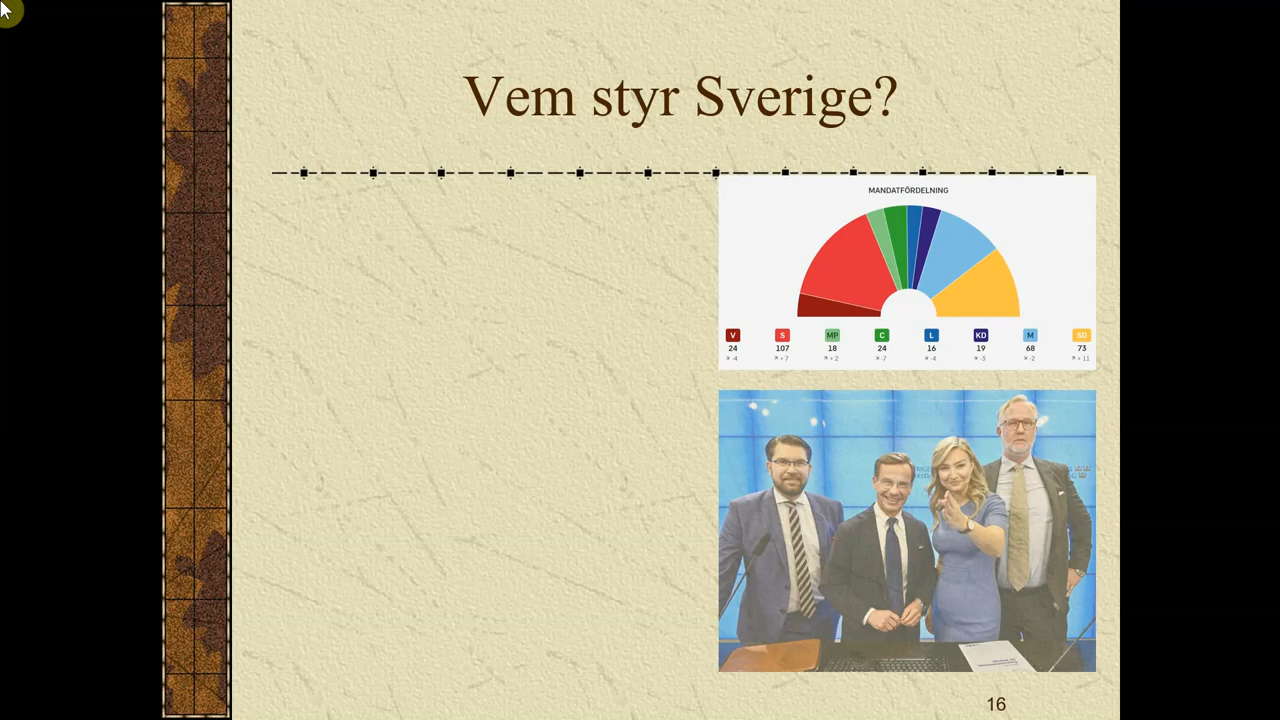 Vem styr Sverige?
MANDATFÖRDELNING
V S MP C L KD M SD
24 107 18 24 16 19 68 73
-4 +7 +2 -7 -4 -3 -2 +11
16